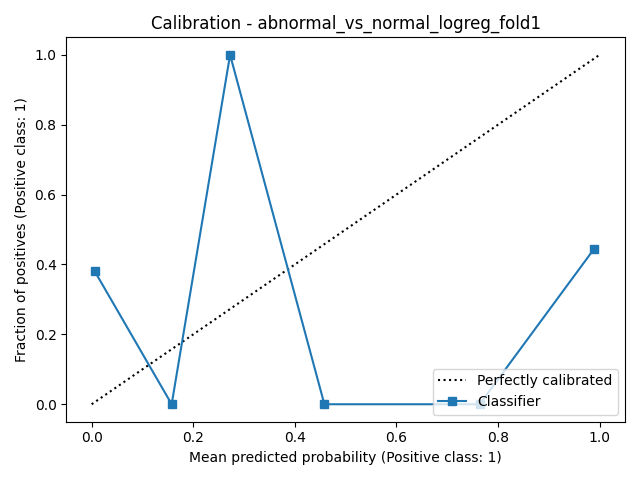 Calibration - abnormal_vs_normal_logreg_fold1
Fraction of positives (Positive class: 1)
1.0
0.8
0.6
0.4
0.2
0.0
Perfectly calibrated
Classifier
0.0 0.2 0.4 0.6 0.8 1.0
Mean predicted probability (Positive class: 1)